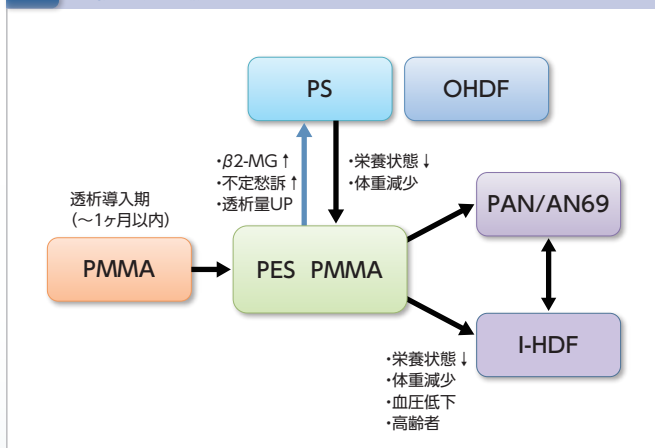 PS
OHDF
・β2-MG↑
・不定愁訴↑
・透析量UP
・栄養状態↓
・体重減少
透析導入期
(〜1ヶ月以内)
PMMA
PES PMMA
PAN/AN69
I-HDF
・栄養状態↓
・体重減少
・血圧低下
・高齢者